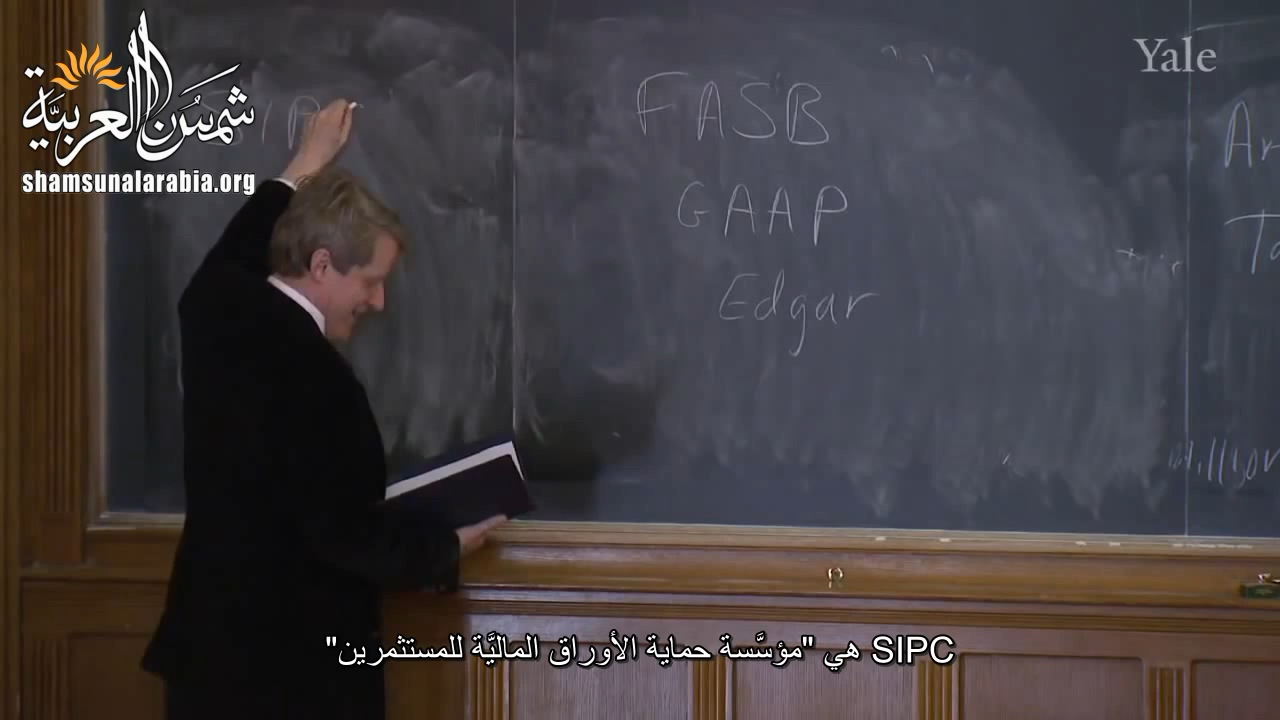 شمسُ العربيَّة
shamsunalarabia.org
Yale
FASB
GAAP
Edgar
SIPC هي "مؤسَّسة حماية الأوراق الماليَّة للمستثمرين"